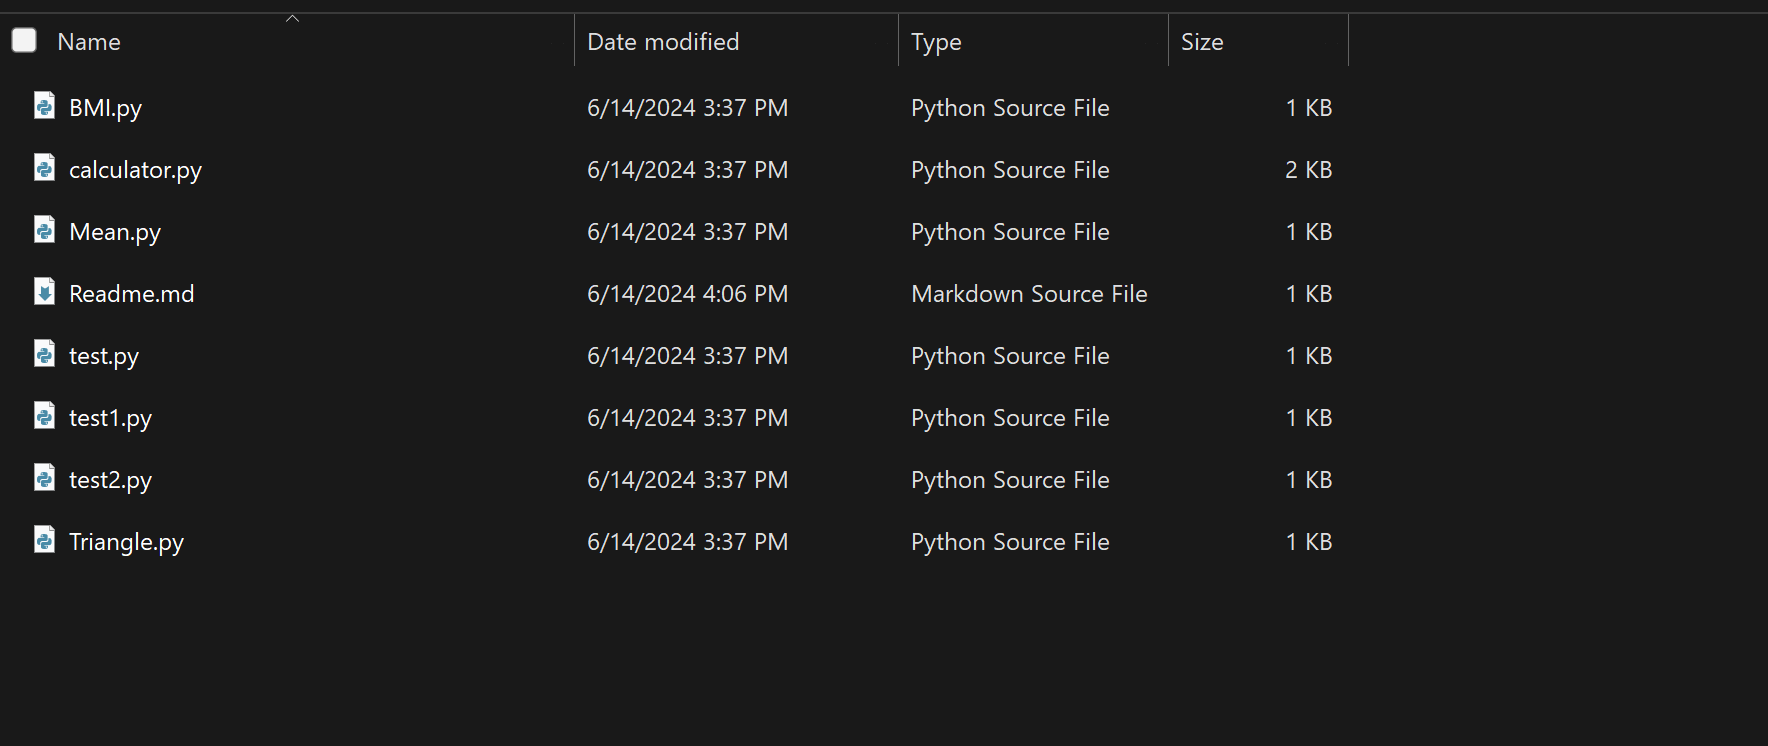 Name Date modified Type Size
BMI.py 6/14/2024 3:37 PM Python Source File 1 KB
calculator.py 6/14/2024 3:37 PM Python Source File 2 KB
Mean.py 6/14/2024 3:37 PM Python Source File 1 KB
Readme.md 6/14/2024 4:06 PM Markdown Source File 1 KB
test.py 6/14/2024 3:37 PM Python Source File 1 KB
test1.py 6/14/2024 3:37 PM Python Source File 1 KB
test2.py 6/14/2024 3:37 PM Python Source File 1 KB
Triangle.py 6/14/2024 3:37 PM Python Source File 1 KB